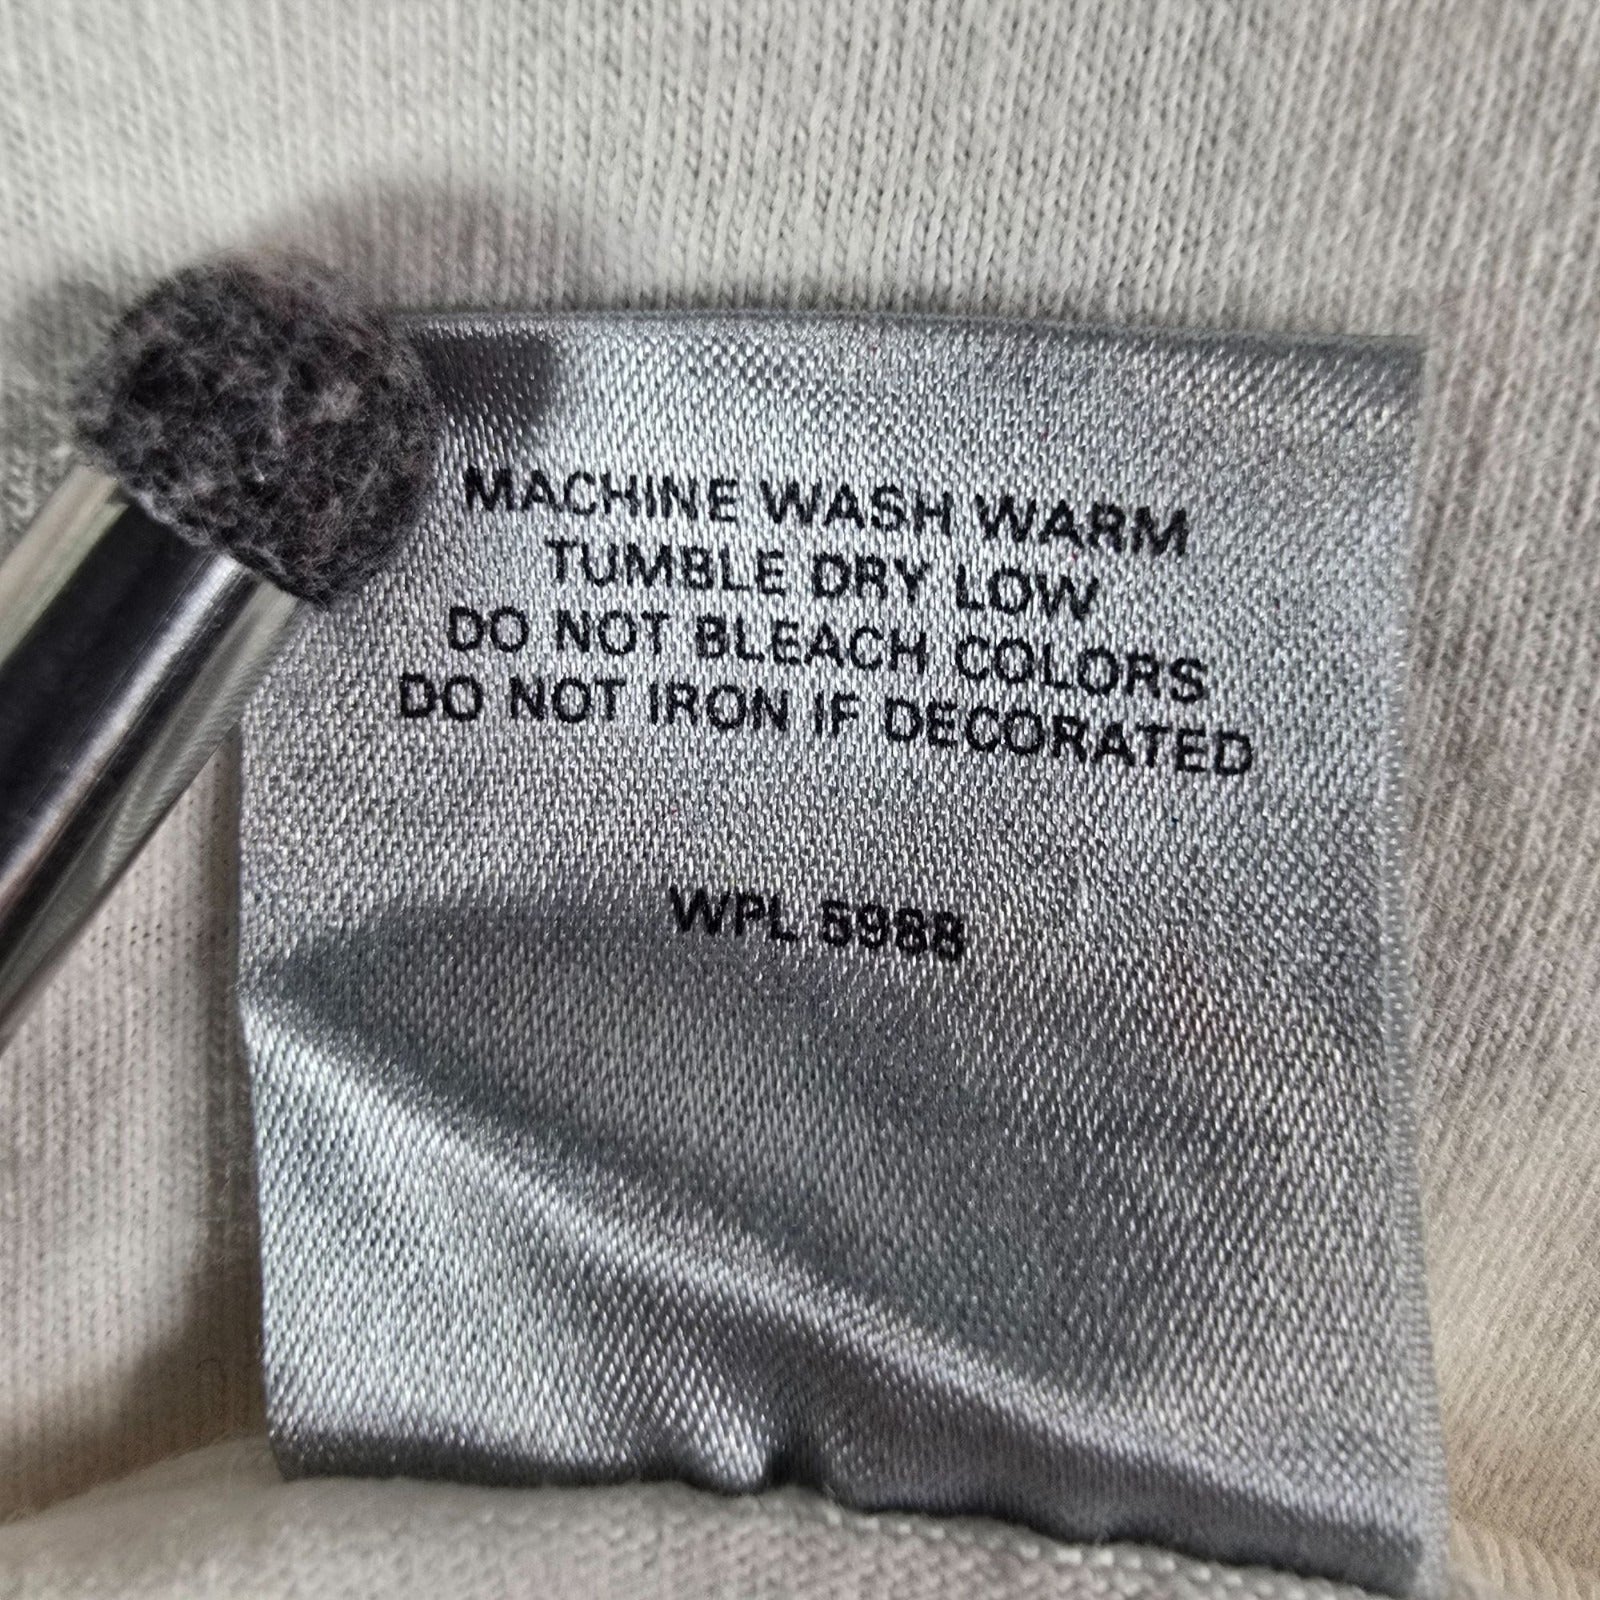 MACHINE WASH WARM
TUMBLE DRY LOW
DO NOT BLEACH COLORS
DO NOT IRON IF DECORATED
WPL 5988